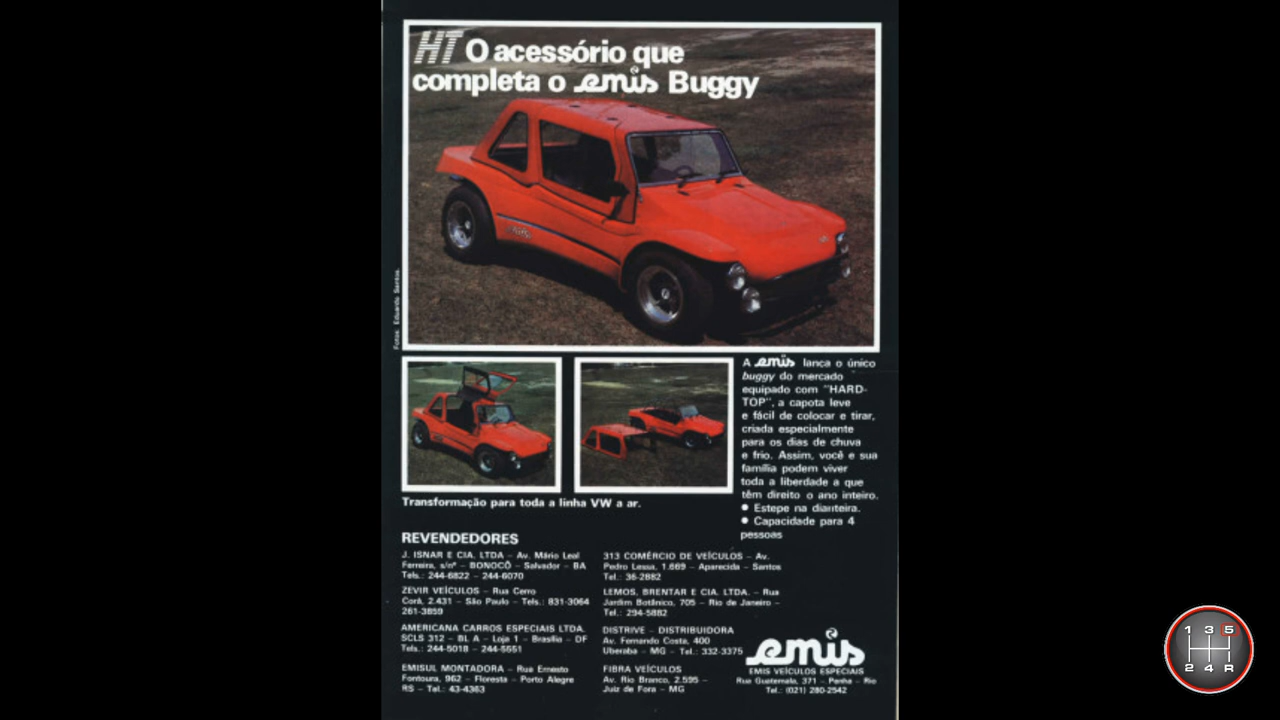 HT O acessório que
completa o emis Buggy
Fotos: Eduardo Santos.
A emis lança o único
buggy do mercado
equipado com "HARD-
TOP", a capota leve
e fácil de colocar e tirar,
criada especialmente
para os dias de chuva
e frio. Assim, você e sua
família podem viver
toda a liberdade a que
têm direito o ano inteiro.
● Estepe na dianteira.
● Capacidade para 4
pessoas
Transformação para toda a linha VW a ar.
REVENDEDORES
J. ISNAR E CIA. LTDA – Av. Mário Leal
Ferreira, s/nº – BONOCÔ – Salvador – BA
Tels.: 244-6822 – 244-6070
ZEVIR VEÍCULOS – Rua Cerro
Corá, 2.431 – São Paulo – Tels.: 831-3064
261-3859
AMERICANA CARROS ESPECIAIS LTDA.
SCLS 312 – BL A – Loja 1 – Brasília – DF
Tels.: 244-5018 – 244-5551
EMISUL MONTADORA – Rua Ernesto
Fontoura, 962 – Floresta – Porto Alegre
RS – Tel.: 43-4363
313 COMÉRCIO DE VEÍCULOS – Av.
Pedro Lessa, 1.669 – Aparecida – Santos
Tel.: 36-2882
LEMOS, BRENTAR E CIA. LTDA. – Rua
Jardim Botânico, 705 – Rio de Janeiro –
Tel.: 294-5882
DISTRIVE – DISTRIBUIDORA
Av. Fernando Costa, 400
Uberaba – MG – Tel.: 332-3375
FIBRA VEÍCULOS
Av. Rio Branco, 2.595 –
Juiz de Fora – MG
emis
EMIS VEÍCULOS ESPECIAIS
Rua Guatemala, 371 – Penha – Rio
Tel.: (021) 280-2542
1 3 5
2 4 R